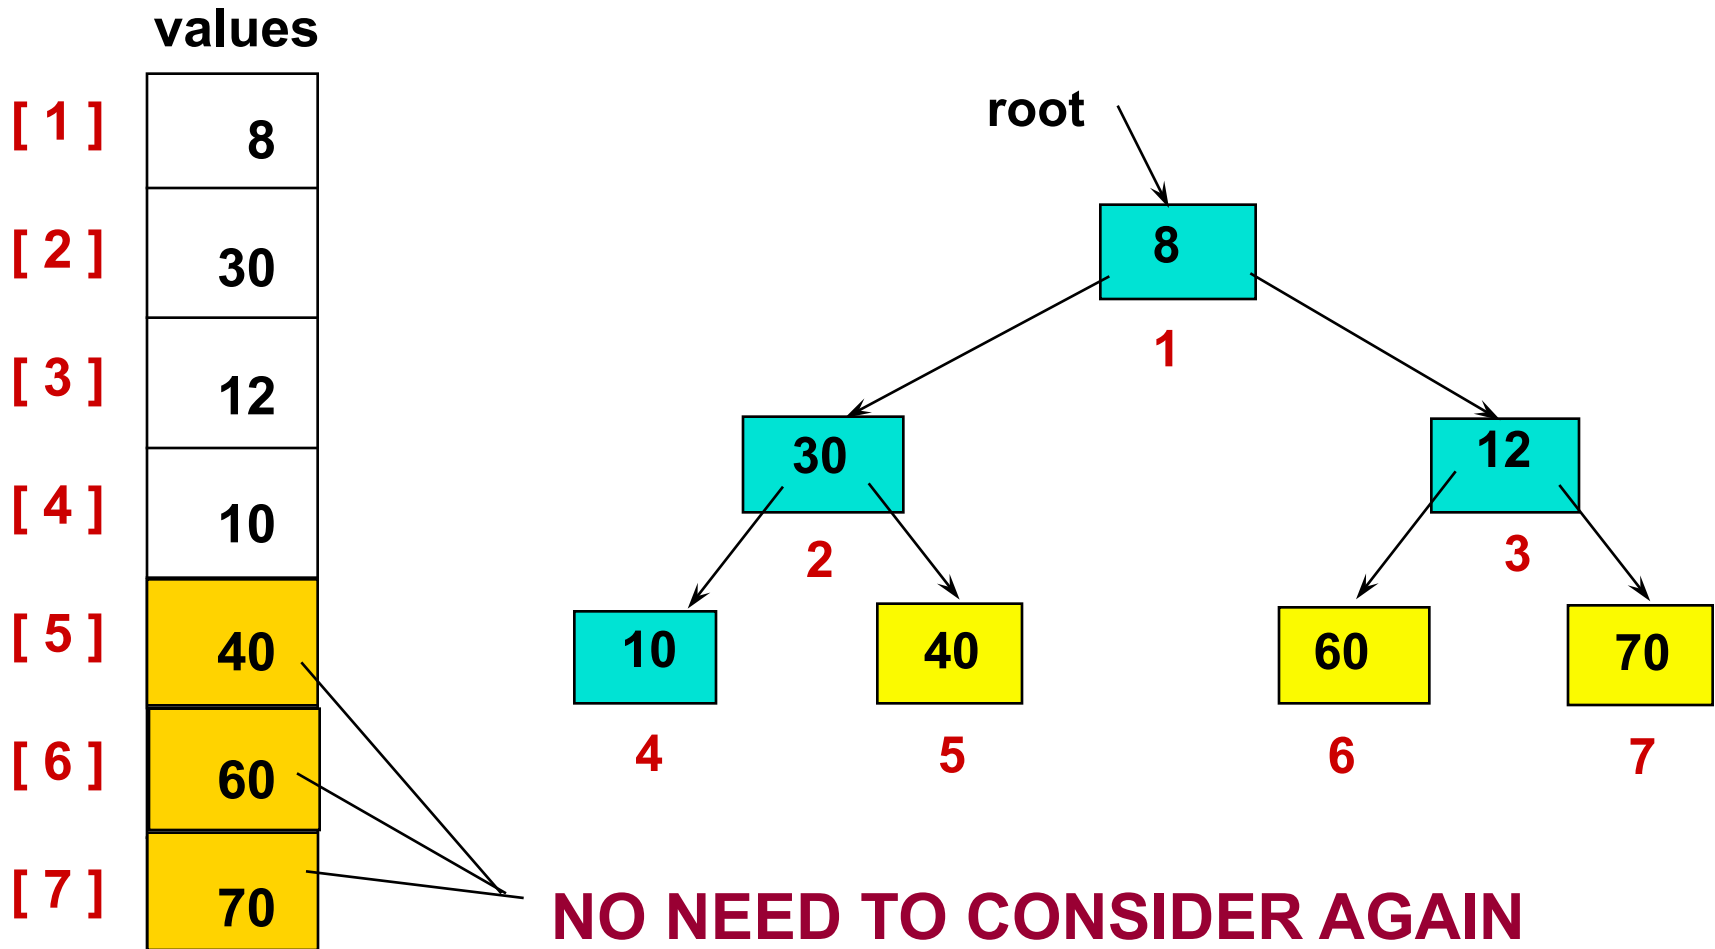 values
[ 1 ] 8
[ 2 ] 30
[ 3 ] 12
[ 4 ] 10
[ 5 ] 40
[ 6 ] 60
[ 7 ] 70
root
8
1
30 12
2 3
10 40 60 70
4 5 6 7
NO NEED TO CONSIDER AGAIN